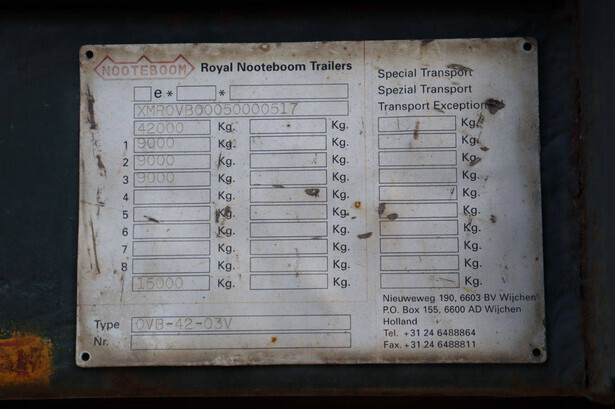 NOOTEBOOM
Royal Nooteboom Trailers
Special Transport
Spezial Transport
Transport Exceptionel
e* *
XMROVB00050000517
42000 Kg. Kg. Kg.
1 9000 Kg. Kg. Kg.
2 9000 Kg. Kg. Kg.
3 9000 Kg. Kg. Kg.
4 Kg. Kg. Kg.
5 Kg. Kg. Kg.
6 Kg. Kg. Kg.
7 Kg. Kg. Kg.
8 Kg. Kg. Kg.
15000 Kg. Kg. Kg.
Type OVB-42-03V
Nr.
Nieuweweg 190, 6603 BV Wijchen
P.O. Box 155, 6600 AD Wijchen
Holland
Tel. +31 24 6488864
Fax. +31 24 6488811